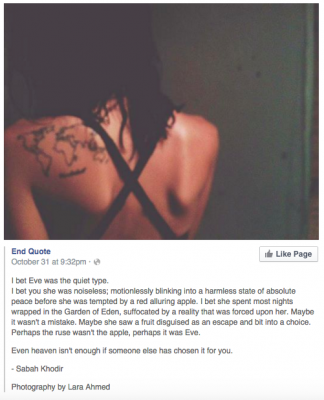 End Quote
October 31 at 9:32pm ·
Like Page
I bet Eve was the quiet type.
I bet you she was noiseless; motionlessly blinking into a harmless state of absolute
peace before she was tempted by a red alluring apple. I bet she spent most nights
wrapped in the Garden of Eden, suffocated by a reality that was forced upon her. Maybe
it wasn't a mistake. Maybe she saw a fruit disguised as an escape and bit into a choice.
Perhaps the ruse wasn't the apple, perhaps it was Eve.
Even heaven isn't enough if someone else has chosen it for you.
- Sabah Khodir
Photography by Lara Ahmed